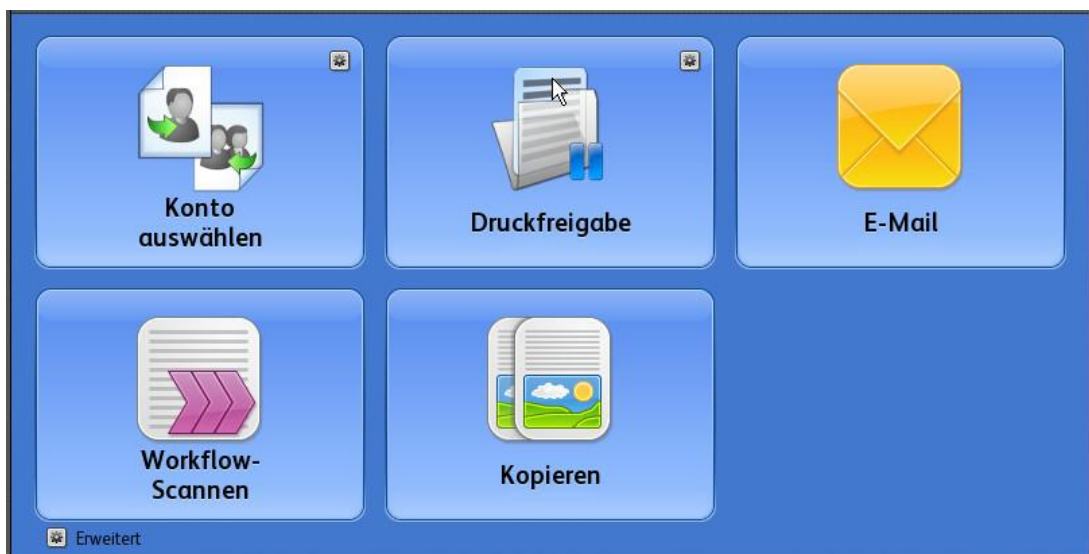 Konto
auswählen
Druckfreigabe
E-Mail
Workflow-
Scannen
Kopieren
Erweitert